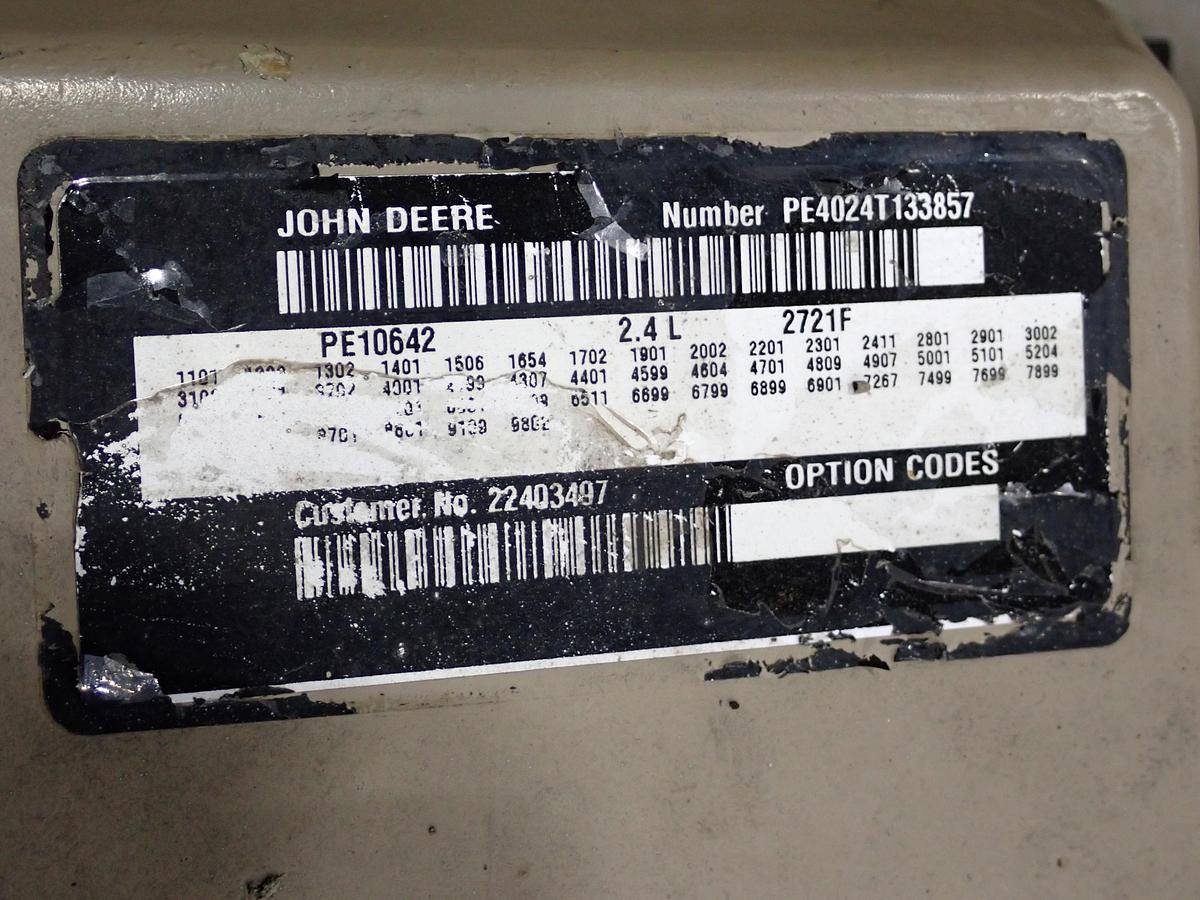 JOHN DEERE Number PE4024T133857
PE10642 2.4 L 2721F
1302 1401 1506 1654 1702 1901 2002 2201 2301 2411 2801 2901 3002
4307 4401 4599 4604 4701 4809 4907 5001 5101 5204
6511 6699 6799 6899 6901 7267 7499 7699 7899
9802
Customer No. 22403497
OPTION CODES